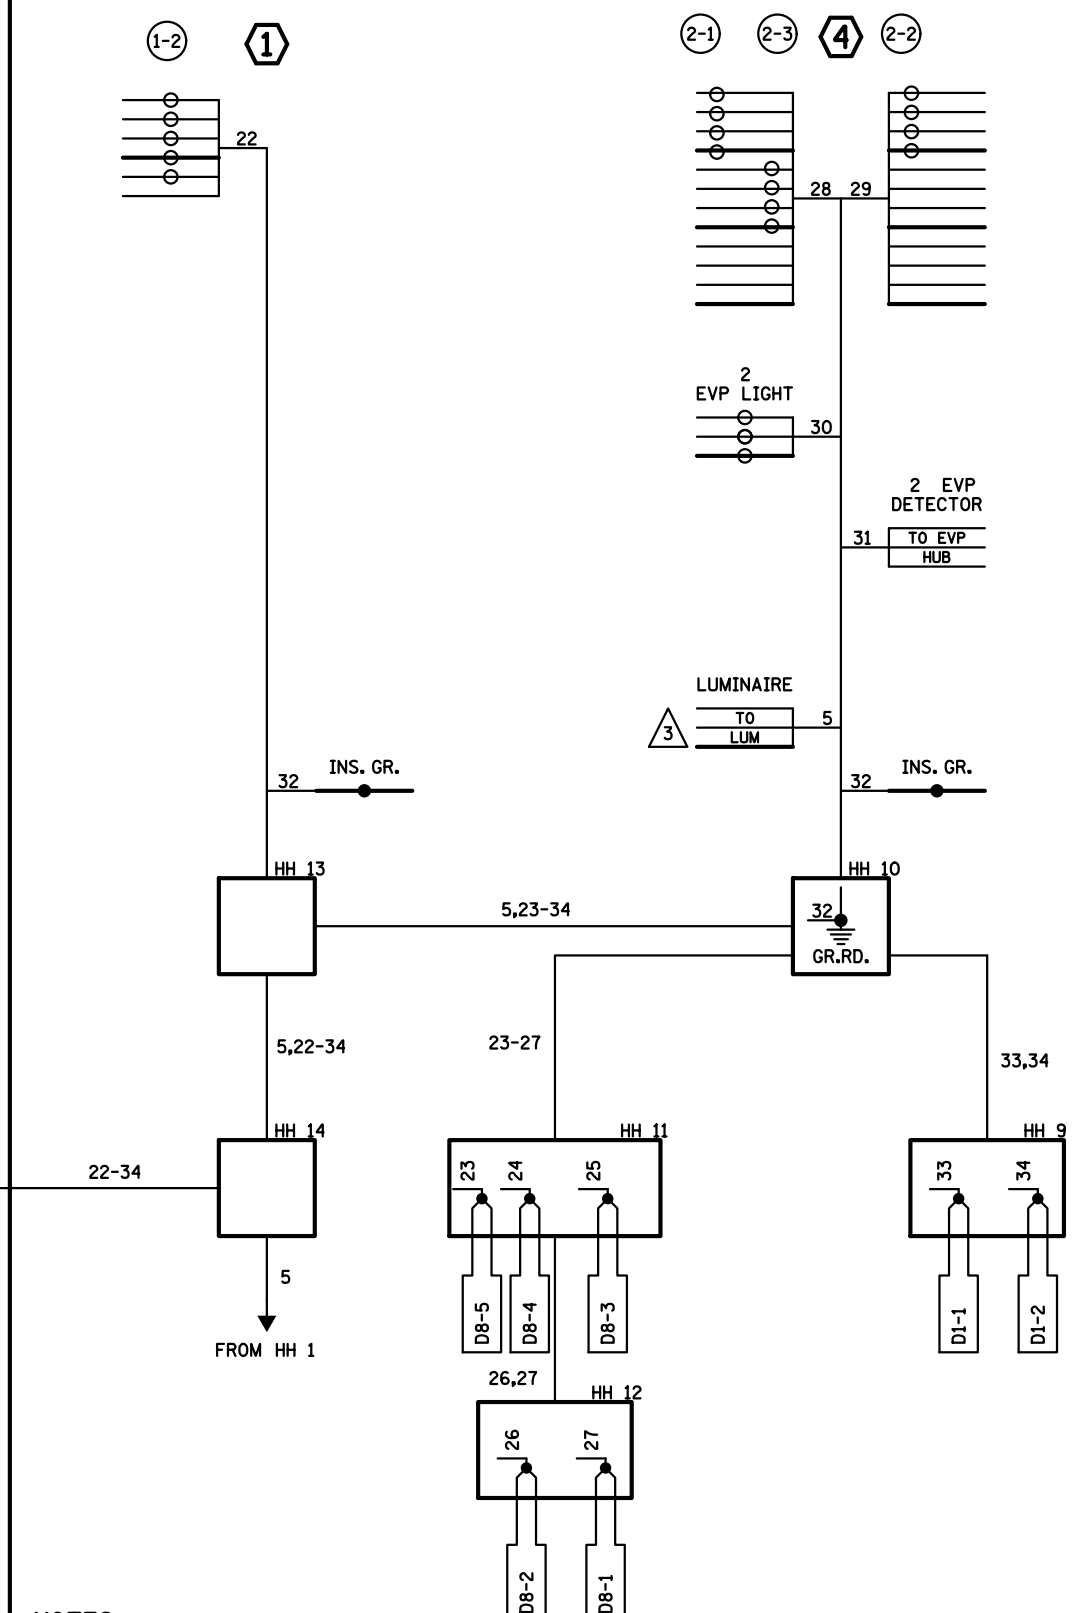 1-2
1
2-1
2-3
4
2-2
22
28
29
2
EVP LIGHT
30
2 EVP
DETECTOR
31
TO EVP
HUB
LUMINAIRE
3
TO
LUM
5
32
INS. GR.
32
INS. GR.
HH 13
HH 10
5,23-34
32
GR.RD.
5,22-34
23-27
33,34
HH 14
HH 11
HH 9
22-34
23
24
25
33
34
5
D8-5
D8-4
D8-3
D1-1
D1-2
FROM HH 1
26,27
HH 12
26
27
D8-2
D8-1